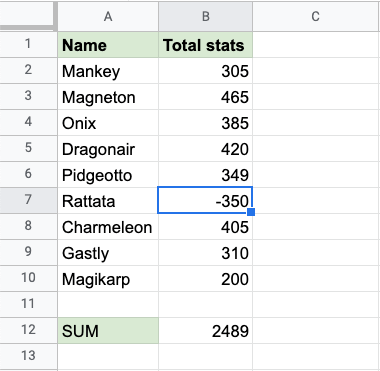 A B C
1 Name Total stats
2 Mankey 305
3 Magneton 465
4 Onix 385
5 Dragonair 420
6 Pidgeotto 349
7 Rattata -350
8 Charmeleon 405
9 Gastly 310
10 Magikarp 200
11
12 SUM 2489
13